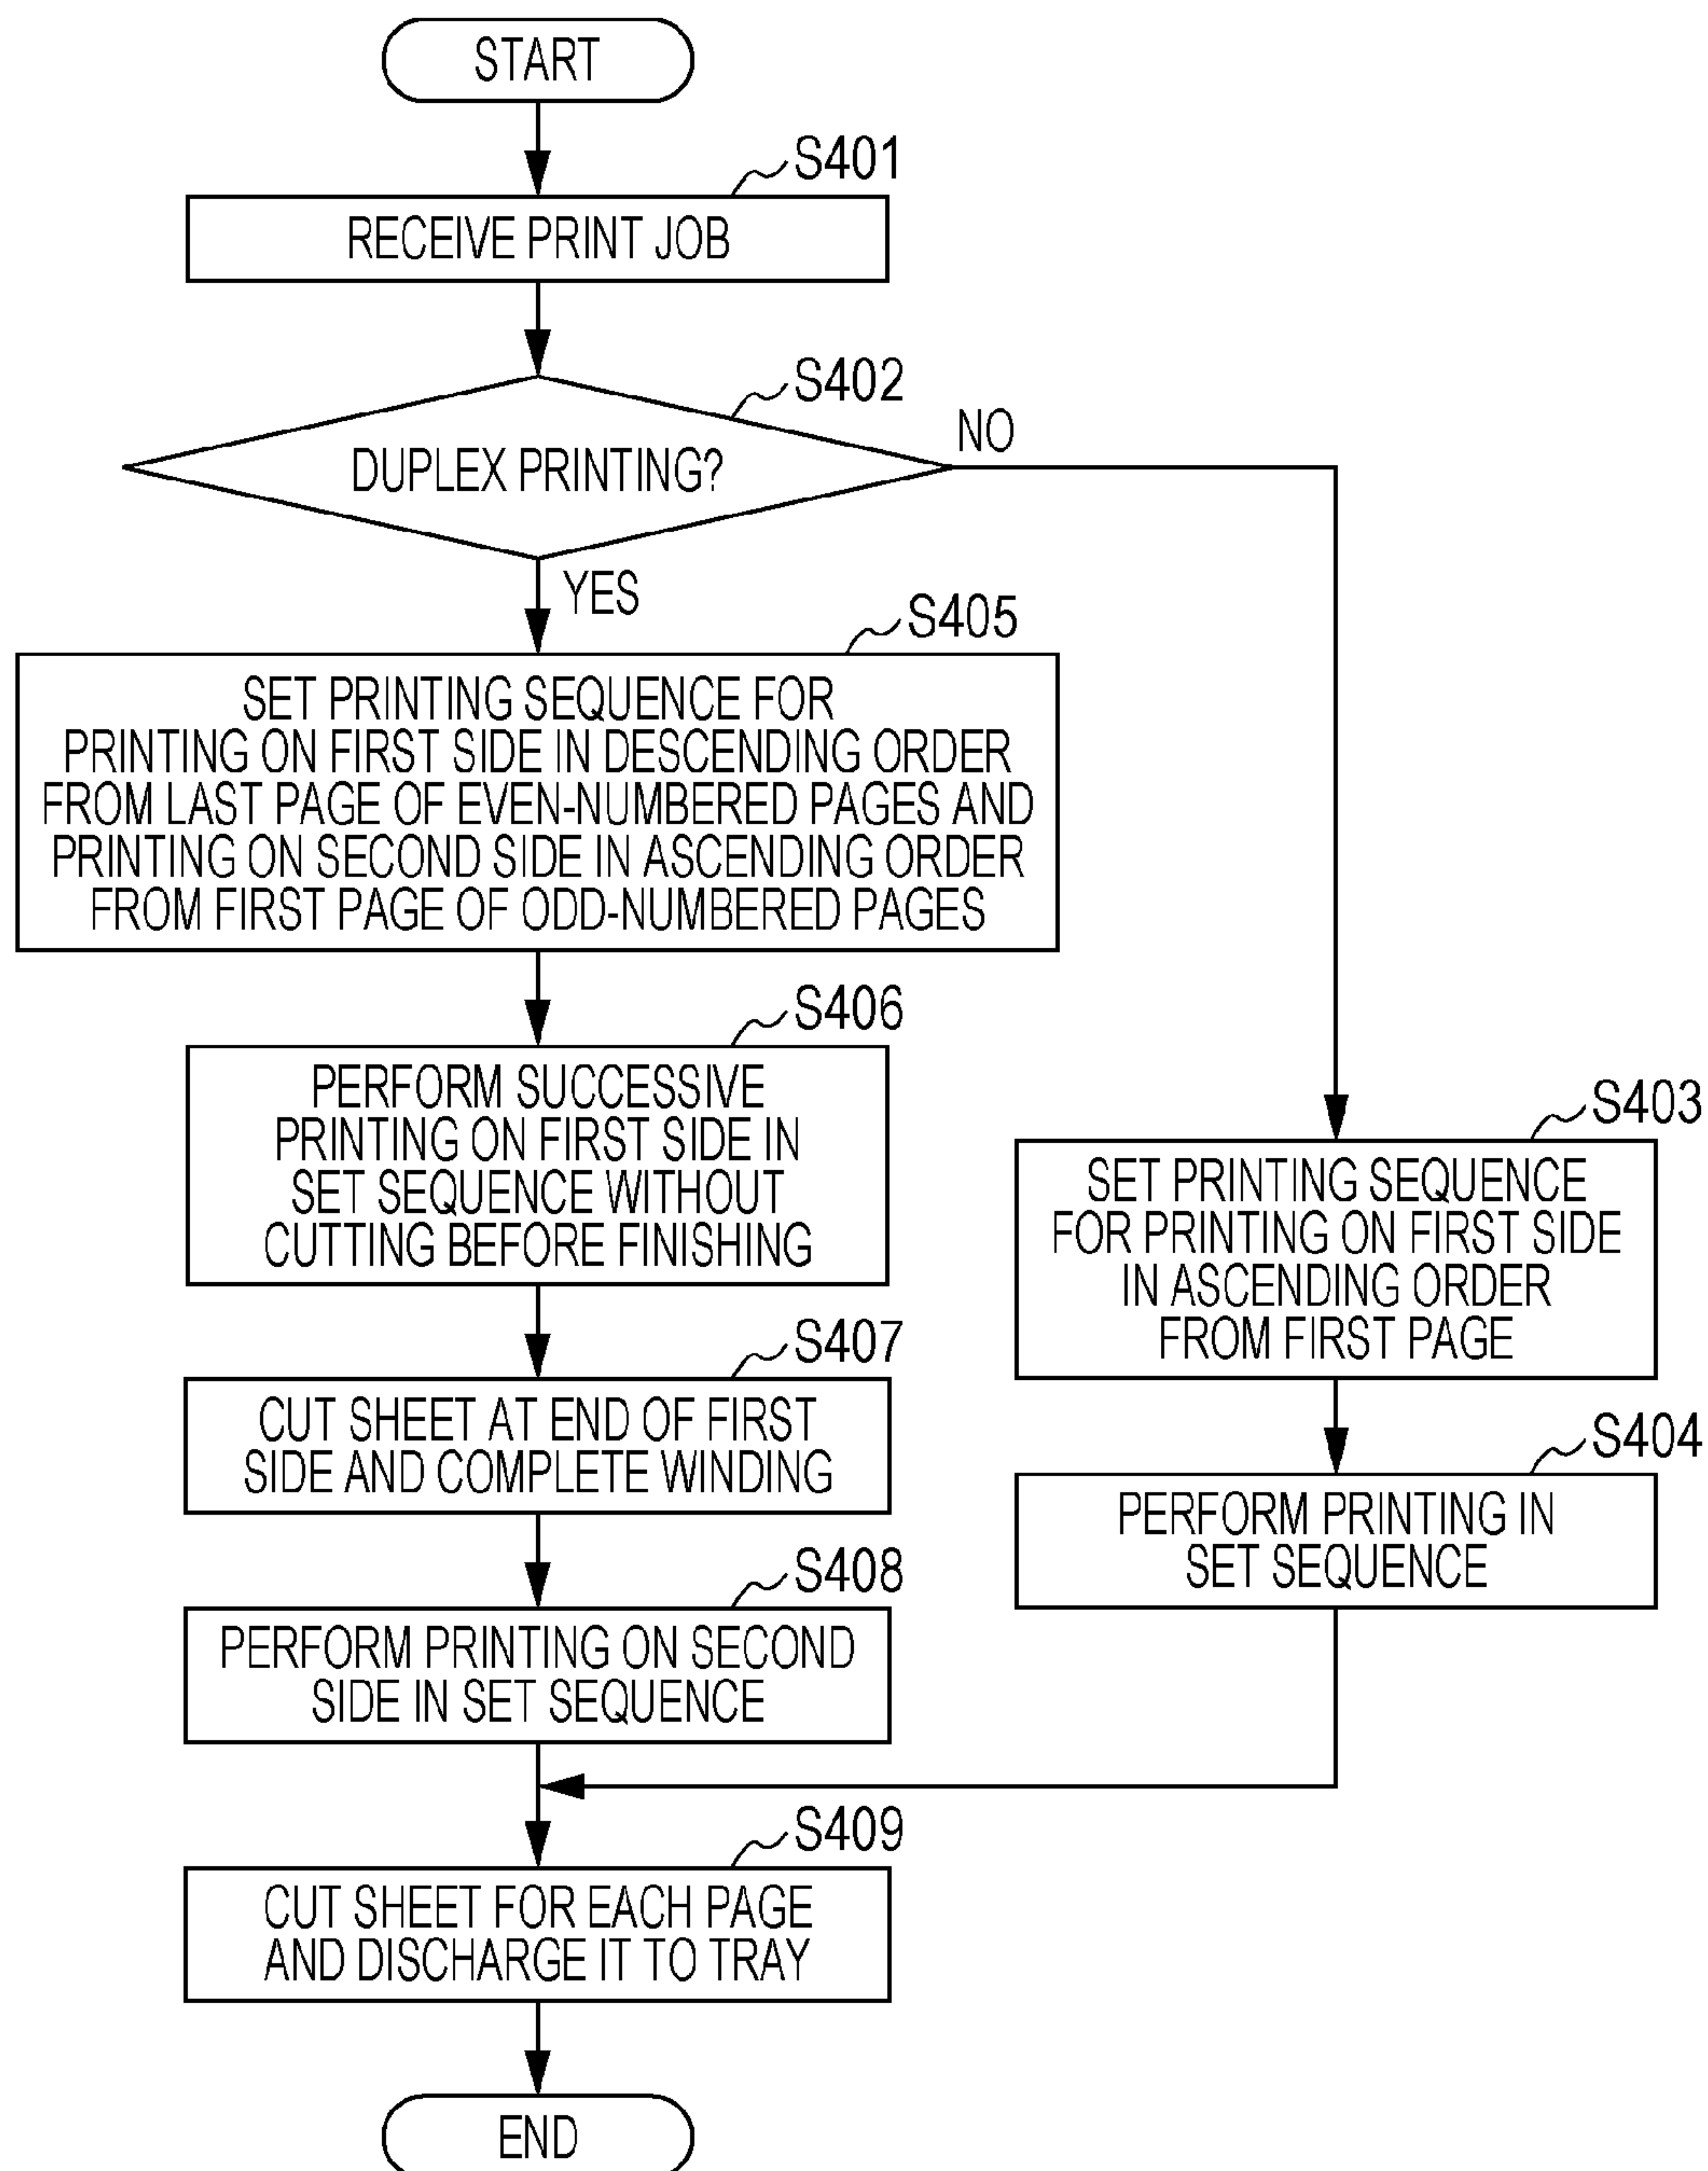 START
S401
RECEIVE PRINT JOB
S402
DUPLEX PRINTING?
NO
YES
S405
SET PRINTING SEQUENCE FOR
PRINTING ON FIRST SIDE IN DESCENDING ORDER
FROM LAST PAGE OF EVEN-NUMBERED PAGES AND
PRINTING ON SECOND SIDE IN ASCENDING ORDER
FROM FIRST PAGE OF ODD-NUMBERED PAGES
S406
PERFORM SUCCESSIVE
PRINTING ON FIRST SIDE IN
SET SEQUENCE WITHOUT
CUTTING BEFORE FINISHING
S403
SET PRINTING SEQUENCE
FOR PRINTING ON FIRST SIDE
IN ASCENDING ORDER
FROM FIRST PAGE
S407
CUT SHEET AT END OF FIRST
SIDE AND COMPLETE WINDING
S404
PERFORM PRINTING IN
SET SEQUENCE
S408
PERFORM PRINTING ON SECOND
SIDE IN SET SEQUENCE
S409
CUT SHEET FOR EACH PAGE
AND DISCHARGE IT TO TRAY
END